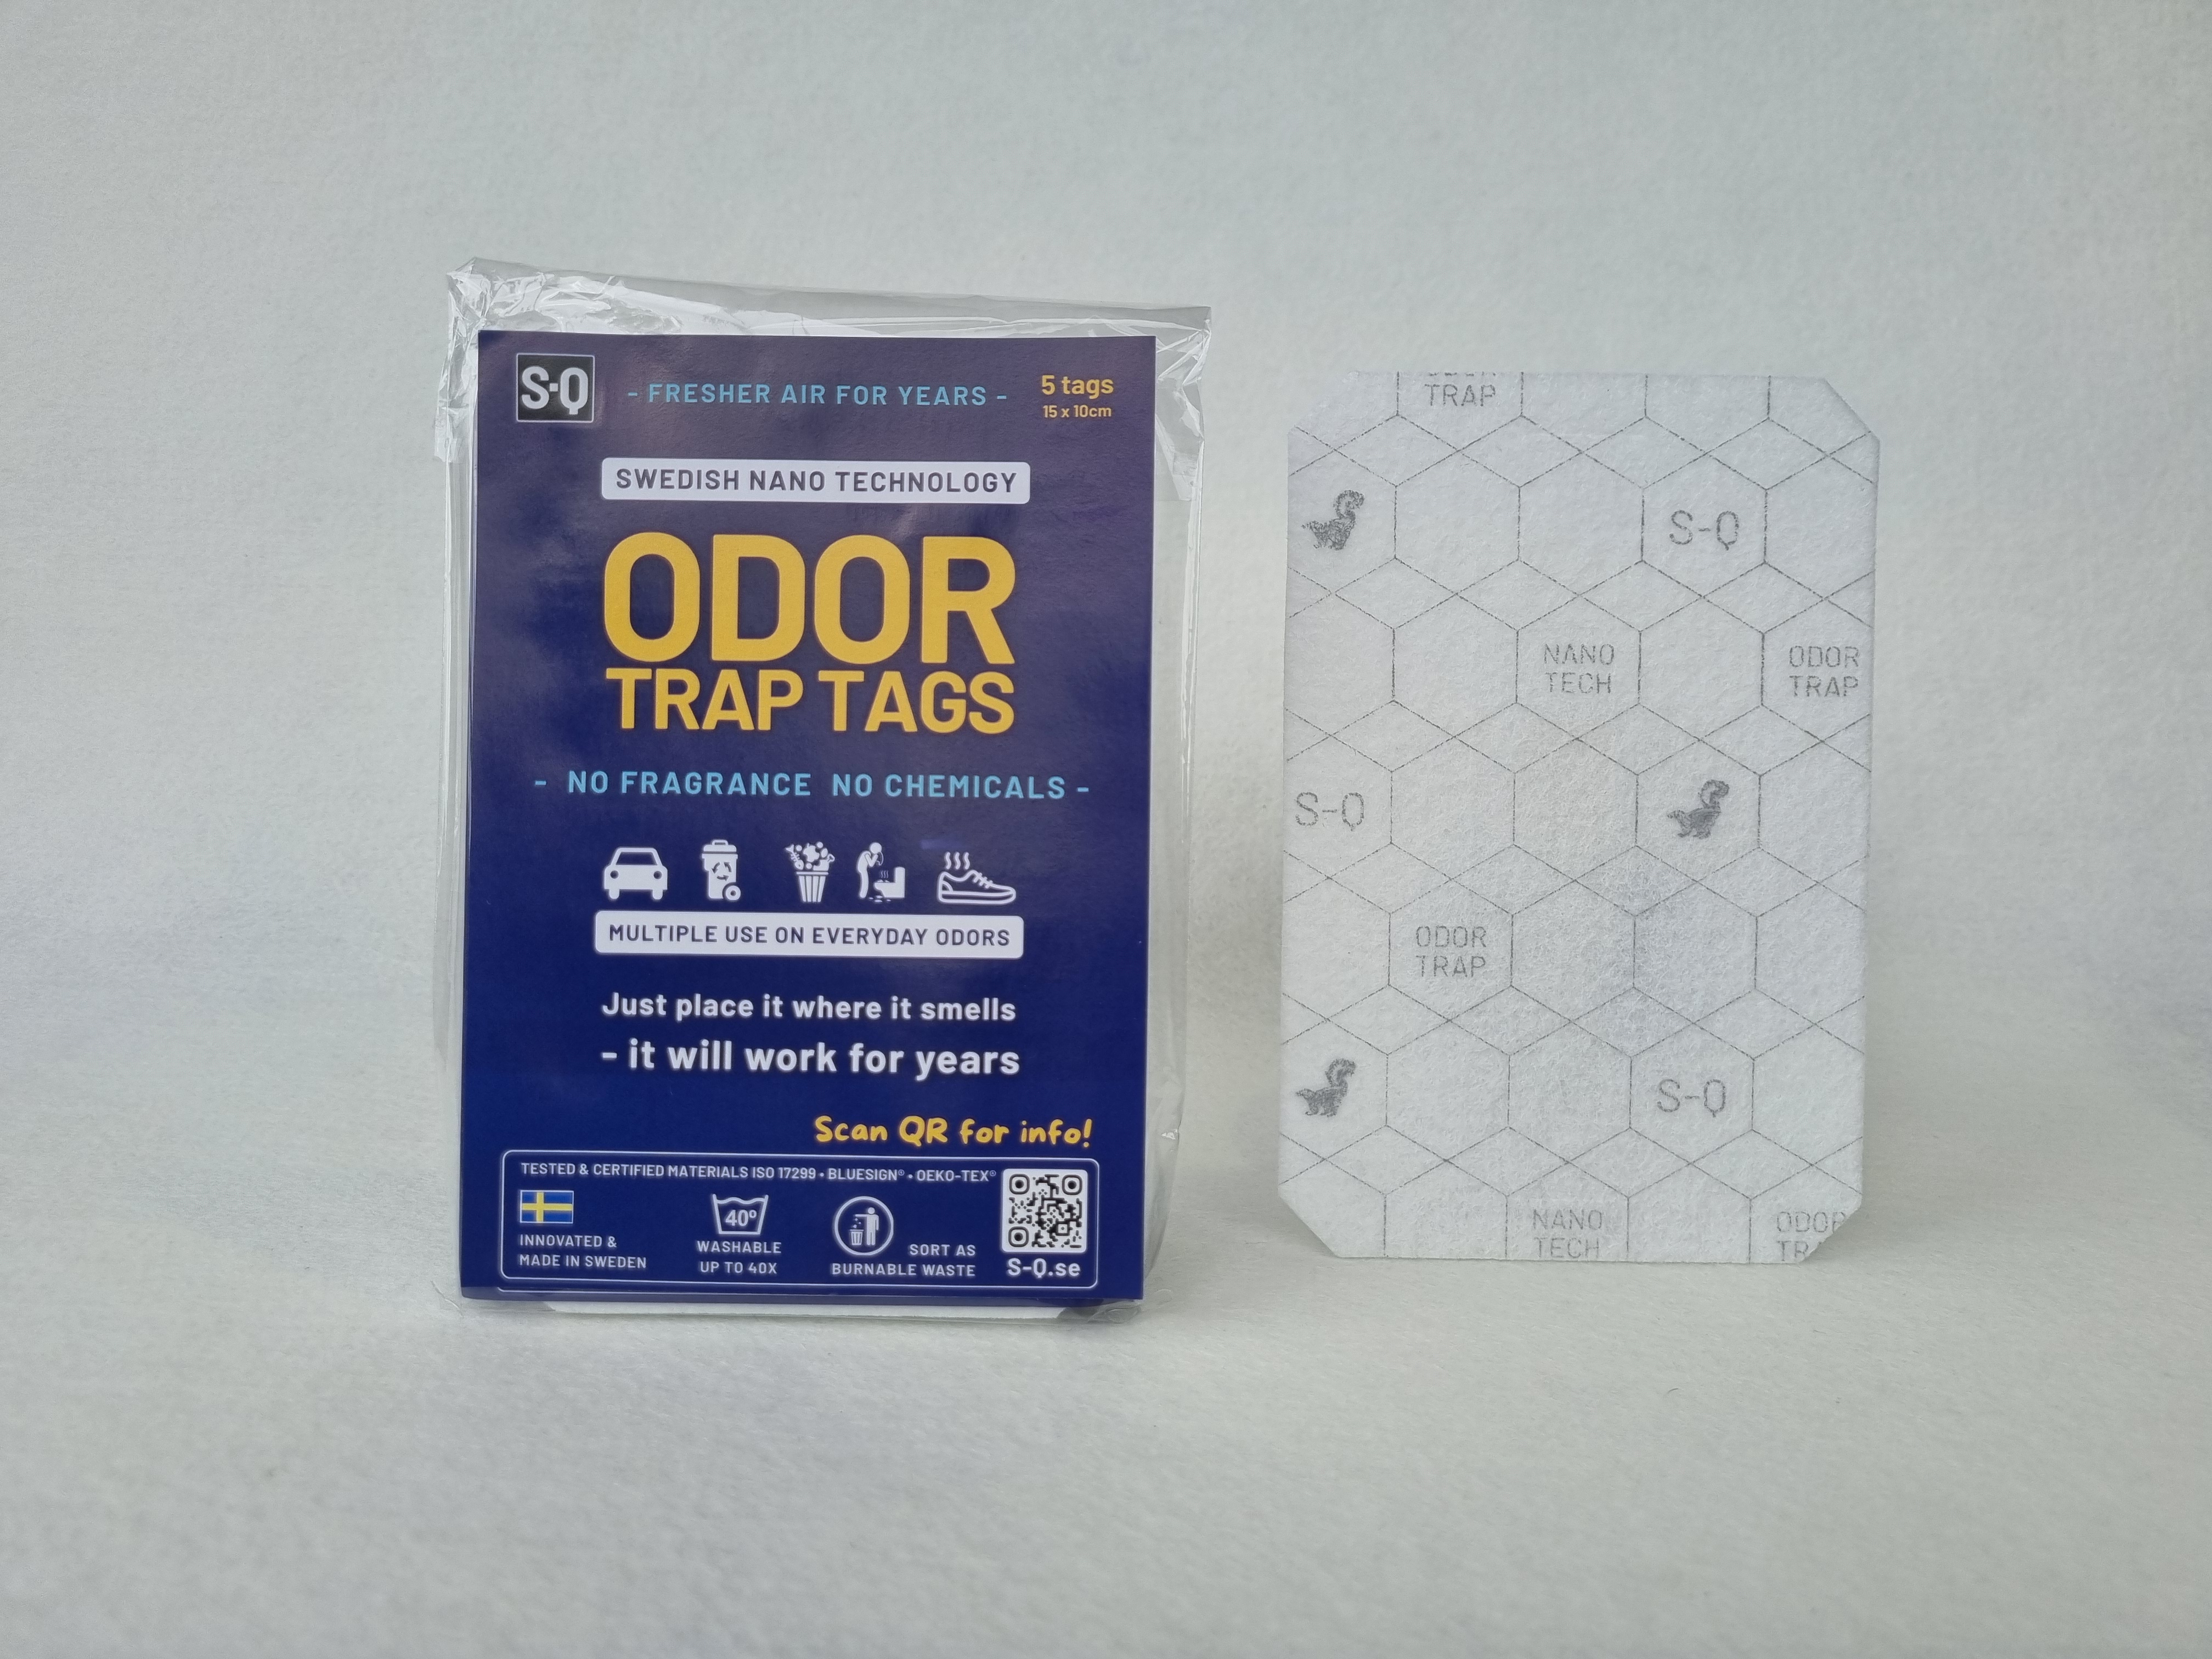 S-Q
- FRESHER AIR FOR YEARS -
5 tags
15 x 10cm
SWEDISH NANO TECHNOLOGY
ODOR
TRAP TAGS
- NO FRAGRANCE NO CHEMICALS -
MULTIPLE USE ON EVERYDAY ODORS
Just place it where it smells
- it will work for years
Scan QR for info!
TESTED & CERTIFIED MATERIALS ISO 17299 • BLUESIGN® • OEKO-TEX®
INNOVATED &
MADE IN SWEDEN
40°
WASHABLE
UP TO 40X
SORT AS
BURNABLE WASTE
S-Q.se
TRAP
S-Q
NANO
TECH
ODOR
TRAP
S-Q
ODOR
TRAP
S-Q
NANO
TECH